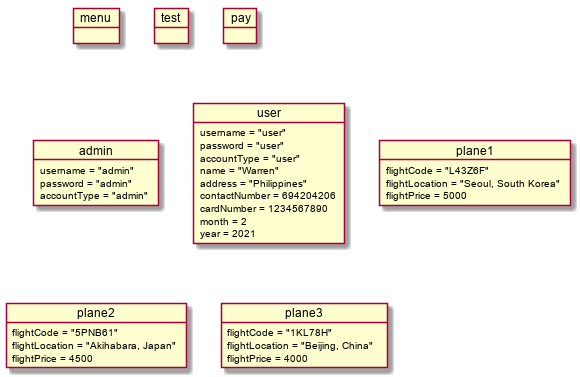 menu
test
pay
user
username = "user"
password = "user"
accountType = "user"
name = "Warren"
address = "Philippines"
contactNumber = 694204206
cardNumber = 1234567890
month = 2
year = 2021
admin
username = "admin"
password = "admin"
accountType = "admin"
plane1
flightCode = "L43Z6F"
flightLocation = "Seoul, South Korea"
flightPrice = 5000
plane2
flightCode = "5PNB61"
flightLocation = "Akihabara, Japan"
flightPrice = 4500
plane3
flightCode = "1KL78H"
flightLocation = "Beijing, China"
flightPrice = 4000